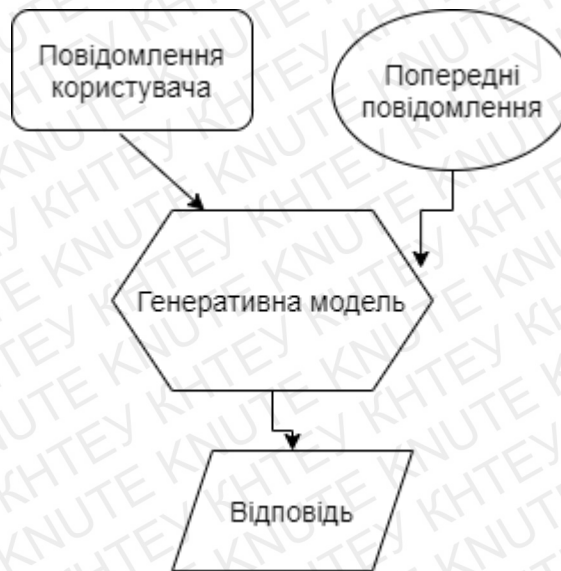 Повідомлення
користувача
Попередні
повідомлення
Генеративна модель
Відповідь